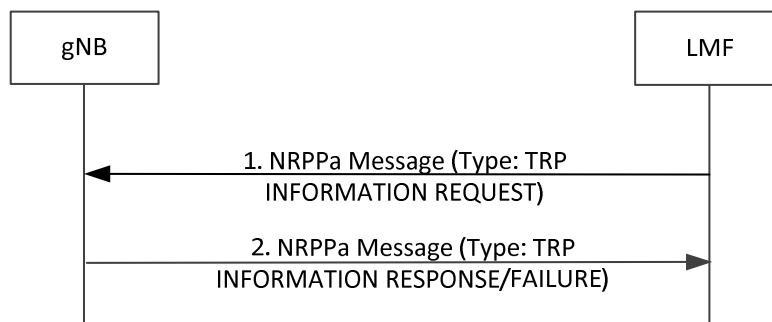 gNB
LMF
1. NRPPa Message (Type: TRP
INFORMATION REQUEST)
2. NRPPa Message (Type: TRP
INFORMATION RESPONSE/FAILURE)